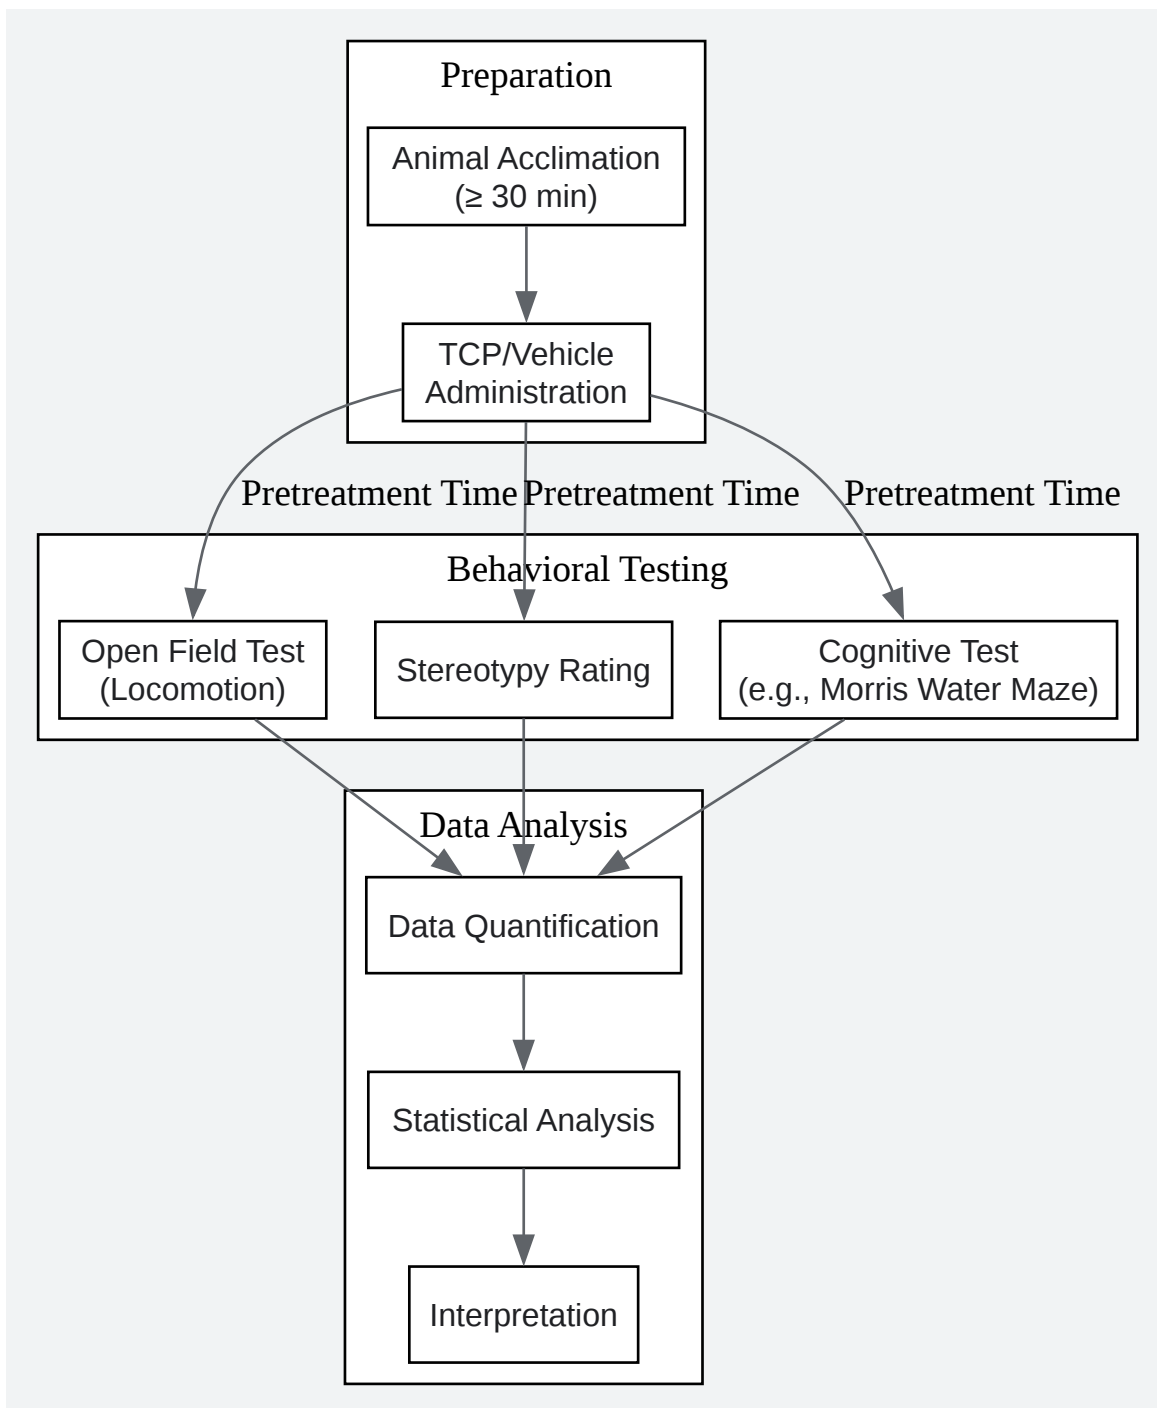 Preparation
Animal Acclimation
(≥ 30 min)
TCP/Vehicle
Administration
Pretreatment Time
Pretreatment Time
Pretreatment Time
Behavioral Testing
Open Field Test
(Locomotion)
Stereotypy Rating
Cognitive Test
(e.g., Morris Water Maze)
Data Analysis
Data Quantification
Statistical Analysis
Interpretation